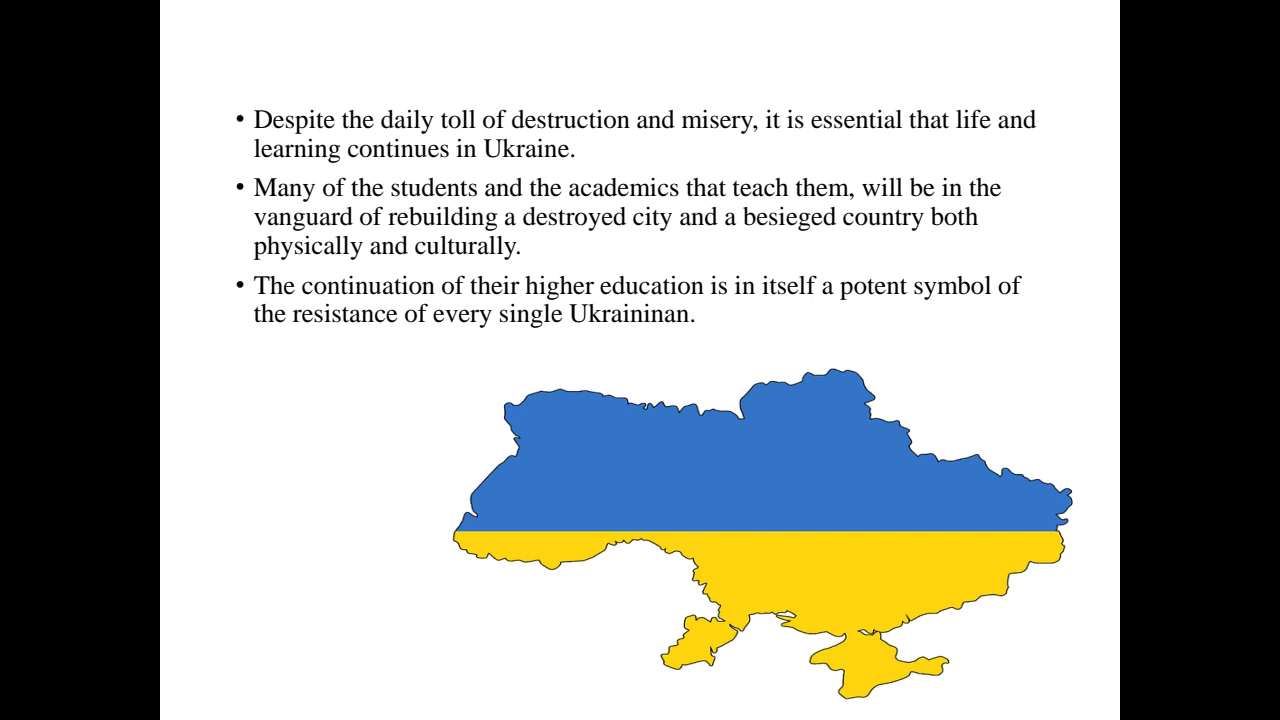 • Despite the daily toll of destruction and misery, it is essential that life and
learning continues in Ukraine.
• Many of the students and the academics that teach them, will be in the
vanguard of rebuilding a destroyed city and a besieged country both
physically and culturally.
• The continuation of their higher education is in itself a potent symbol of
the resistance of every single Ukraininan.